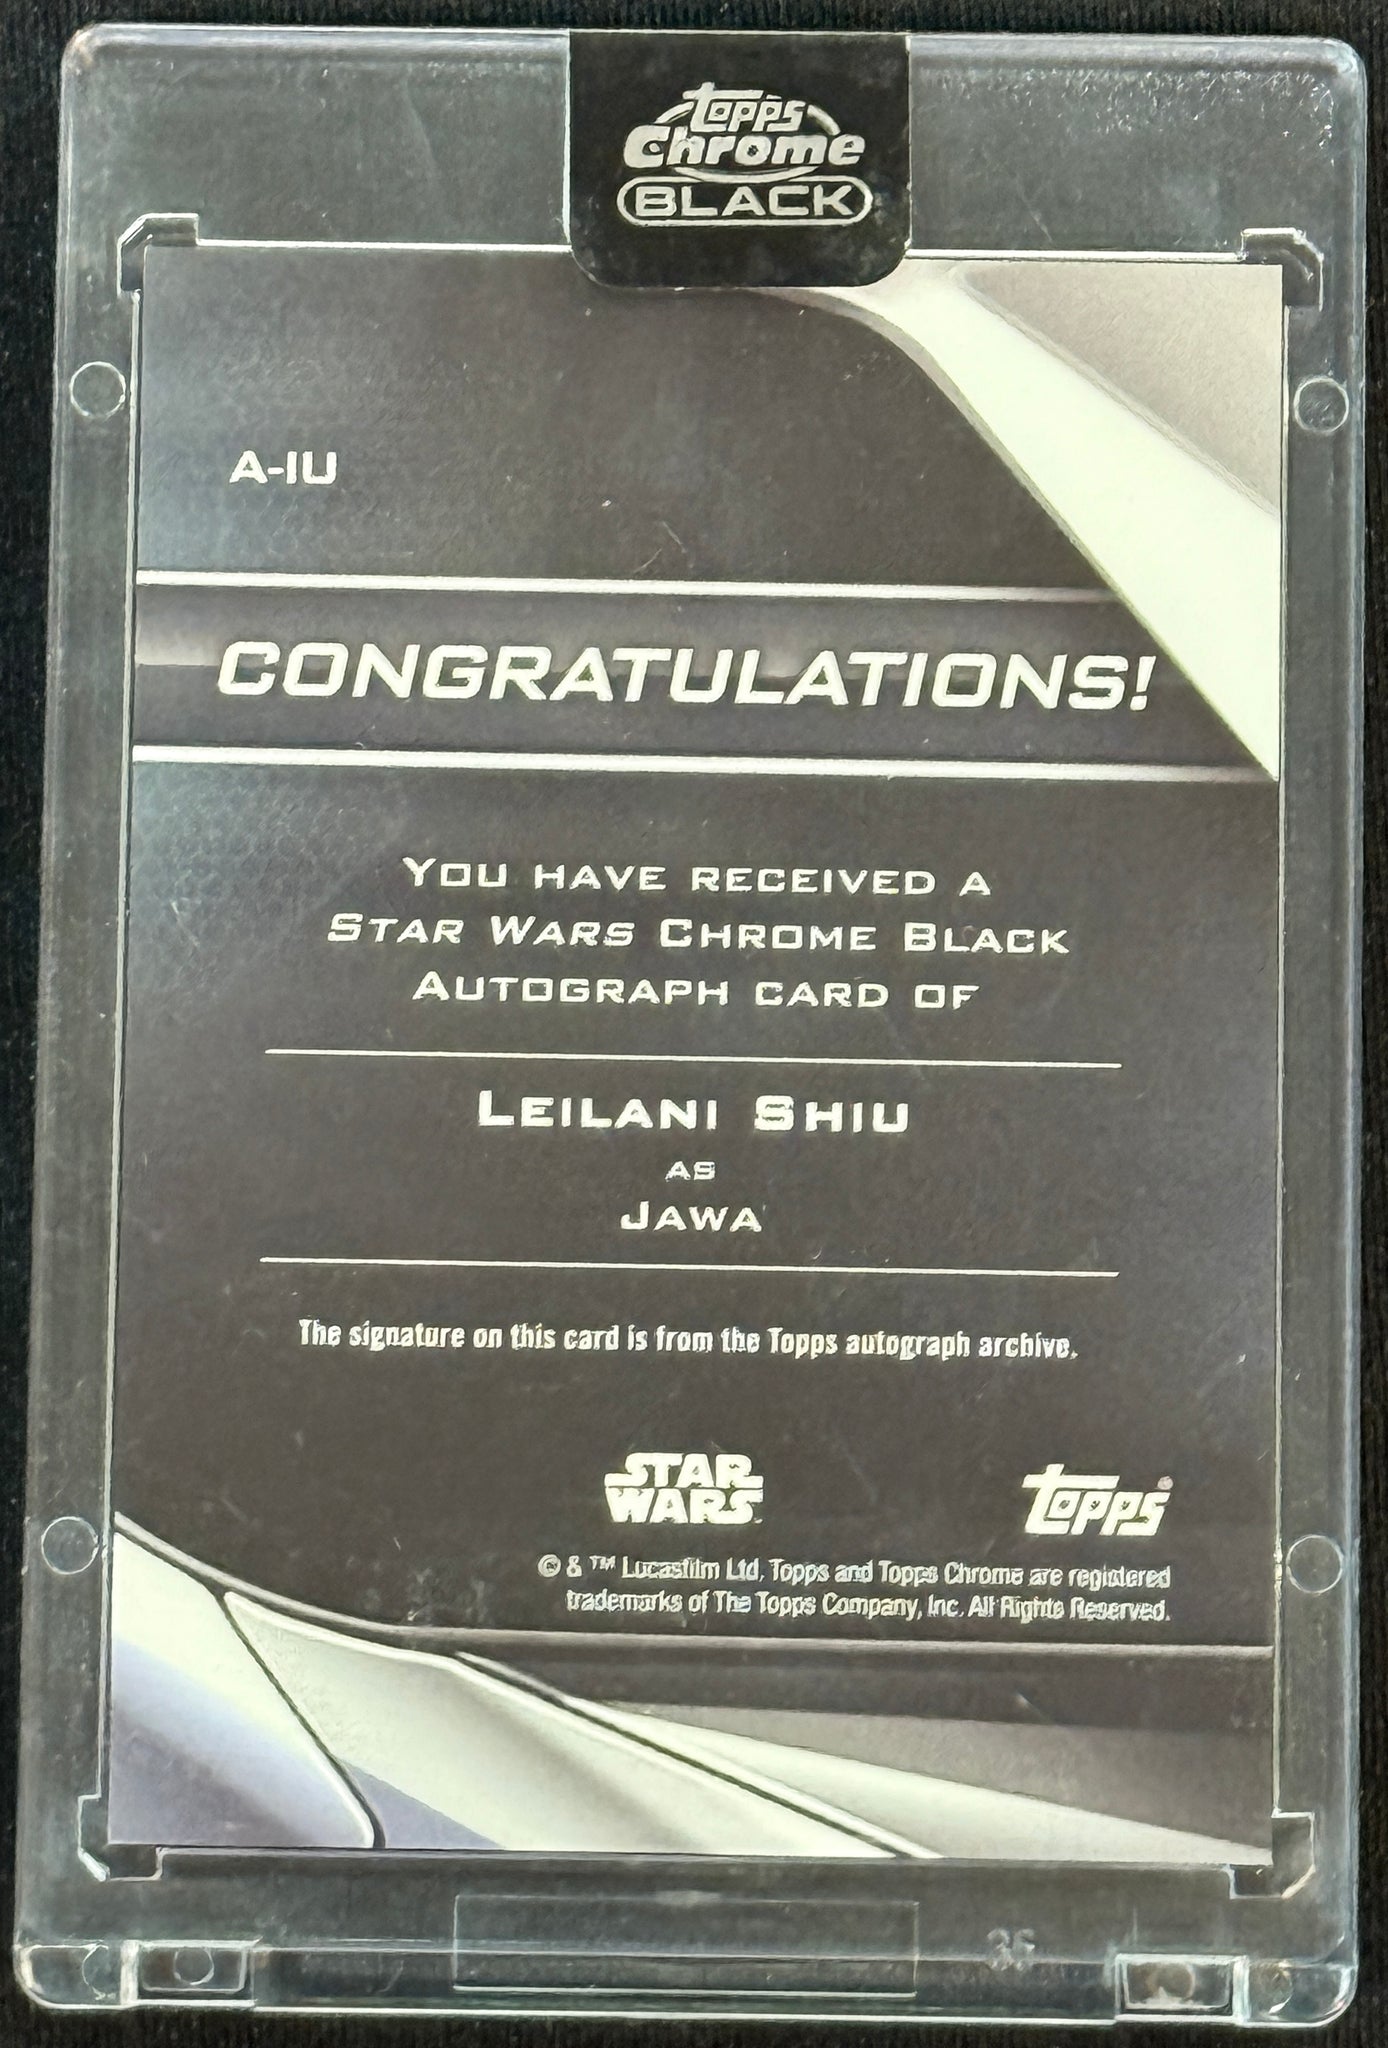 Topps
Chrome
BLACK
A-IU
CONGRATULATIONS!
YOU HAVE RECEIVED A
STAR WARS CHROME BLACK
AUTOGRAPH CARD OF
LEILANI SHIU
AS
JAWA
The signature on this card is from the Topps autograph archive.
STAR
WARS
Topps®
© & ™ Lucasfilm Ltd. Topps and Topps Chrome are registered
trademarks of The Topps Company, Inc. All Rights Reserved.
36